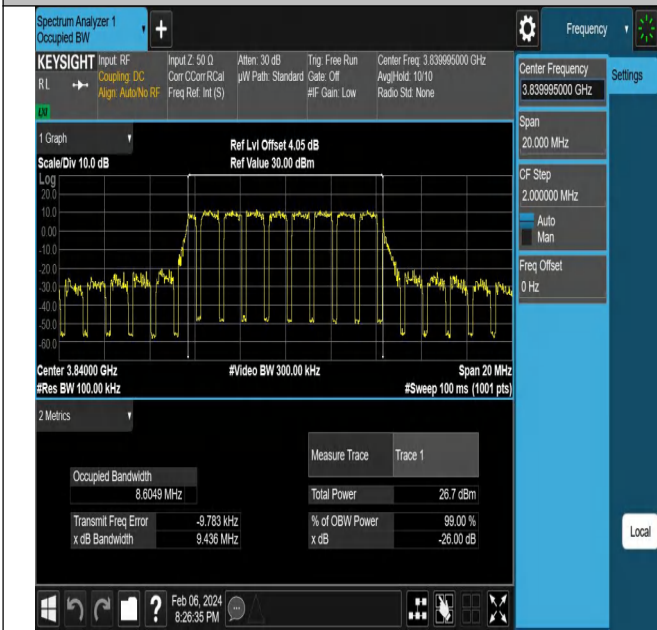 Spectrum Analyzer 1
Occupied BW
+
Frequency
KEYSIGHT
RL
LXI
Input: RF
Coupling: DC
Align: Auto/No RF
Input Z: 50 Ω
Corr CCorr RCal
Freq Ref: Int (S)
Atten: 30 dB
µW Path: Standard
Trig: Free Run
Gate: Off
#IF Gain: Low
Center Freq: 3.839995000 GHz
Avg|Hold: 10/10
Radio Std: None
Center Frequency
3.839995000 GHz
Settings
Span
20.000 MHz
CF Step
2.000000 MHz
Auto
Man
Freq Offset
0 Hz
1 Graph
Scale/Div 10.0 dB
Ref Lvl Offset 4.05 dB
Ref Value 30.00 dBm
Log
20.0
10.0
0.00
-10.0
-20.0
-30.0
-40.0
-50.0
-60.0
Center 3.84000 GHz
#Video BW 300.00 kHz
Span 20 MHz
#Res BW 100.00 kHz
#Sweep 100 ms (1001 pts)
2 Metrics
Measure Trace
Trace 1
Occupied Bandwidth
8.6049 MHz
Total Power
26.7 dBm
Transmit Freq Error
-9.783 kHz
% of OBW Power
99.00 %
x dB Bandwidth
9.436 MHz
x dB
-26.00 dB
Local
?
Feb 06, 2024
8:26:35 PM